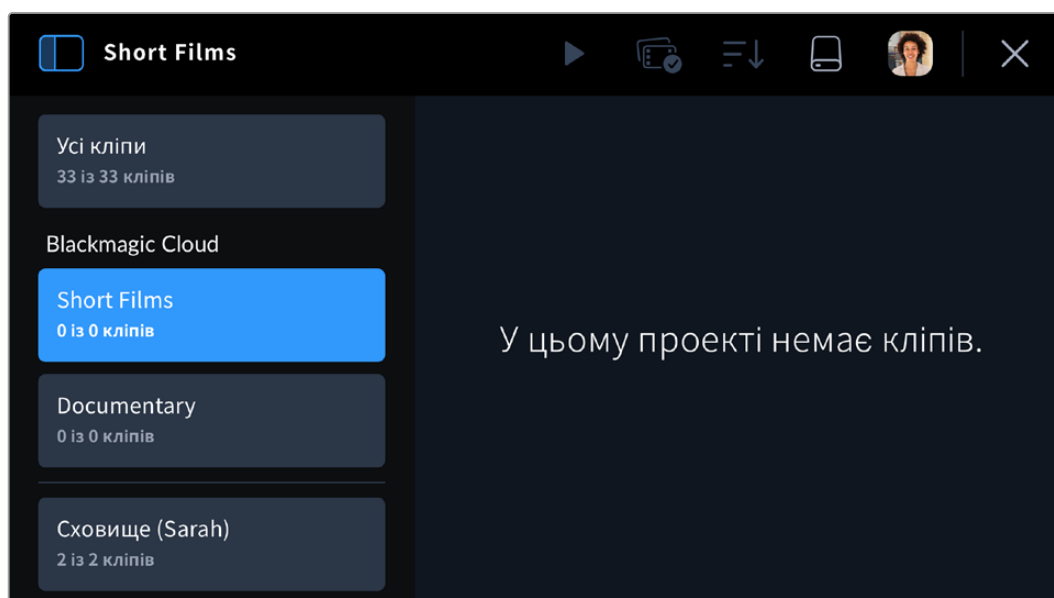 Short Films
Усі кліпи
33 із 33 кліпів
Blackmagic Cloud
Short Films
0 із 0 кліпів
Documentary
0 із 0 кліпів
Сховище (Sarah)
2 із 2 кліпів
У цьому проекті немає кліпів.